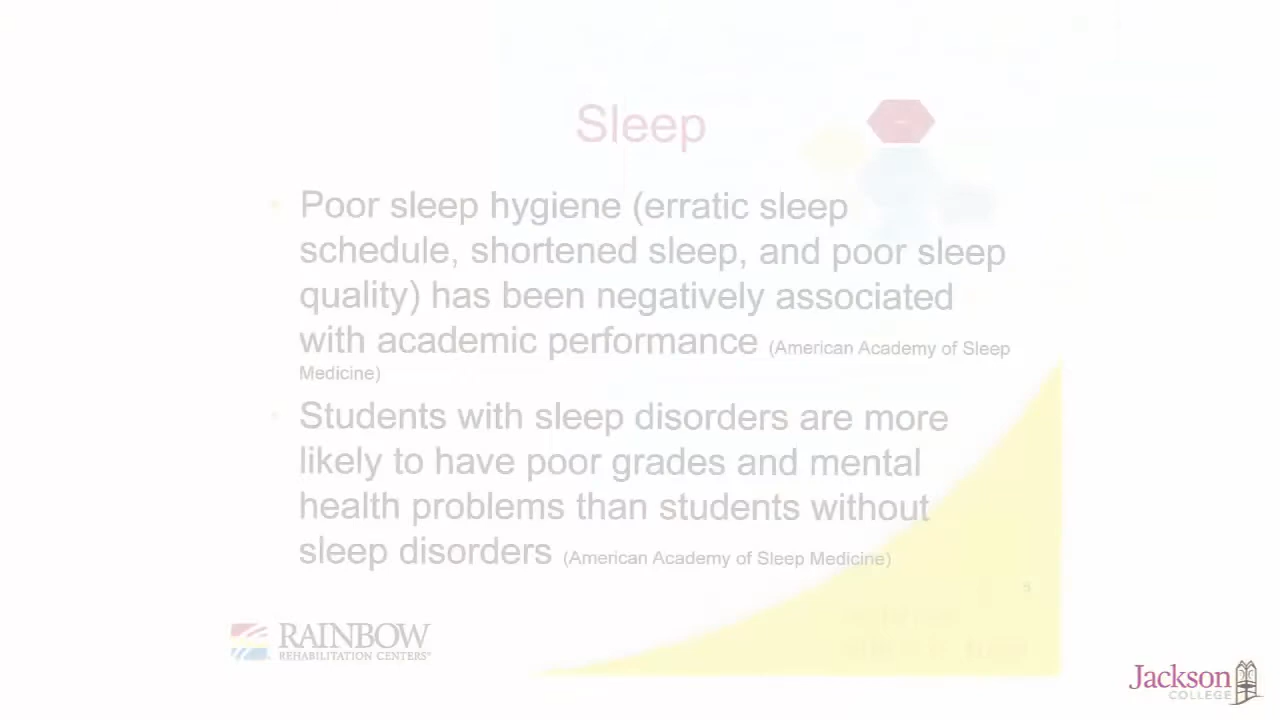 Sleep
Poor sleep hygiene (erratic sleep
schedule, shortened sleep, and poor sleep
quality) has been negatively associated
with academic performance (American Academy of Sleep
Medicine)
Students with sleep disorders are more
likely to have poor grades and mental
health problems than students without
sleep disorders (American Academy of Sleep Medicine)
5
RAINBOW
REHABILITATION CENTERS
Jackson
COLLEGE